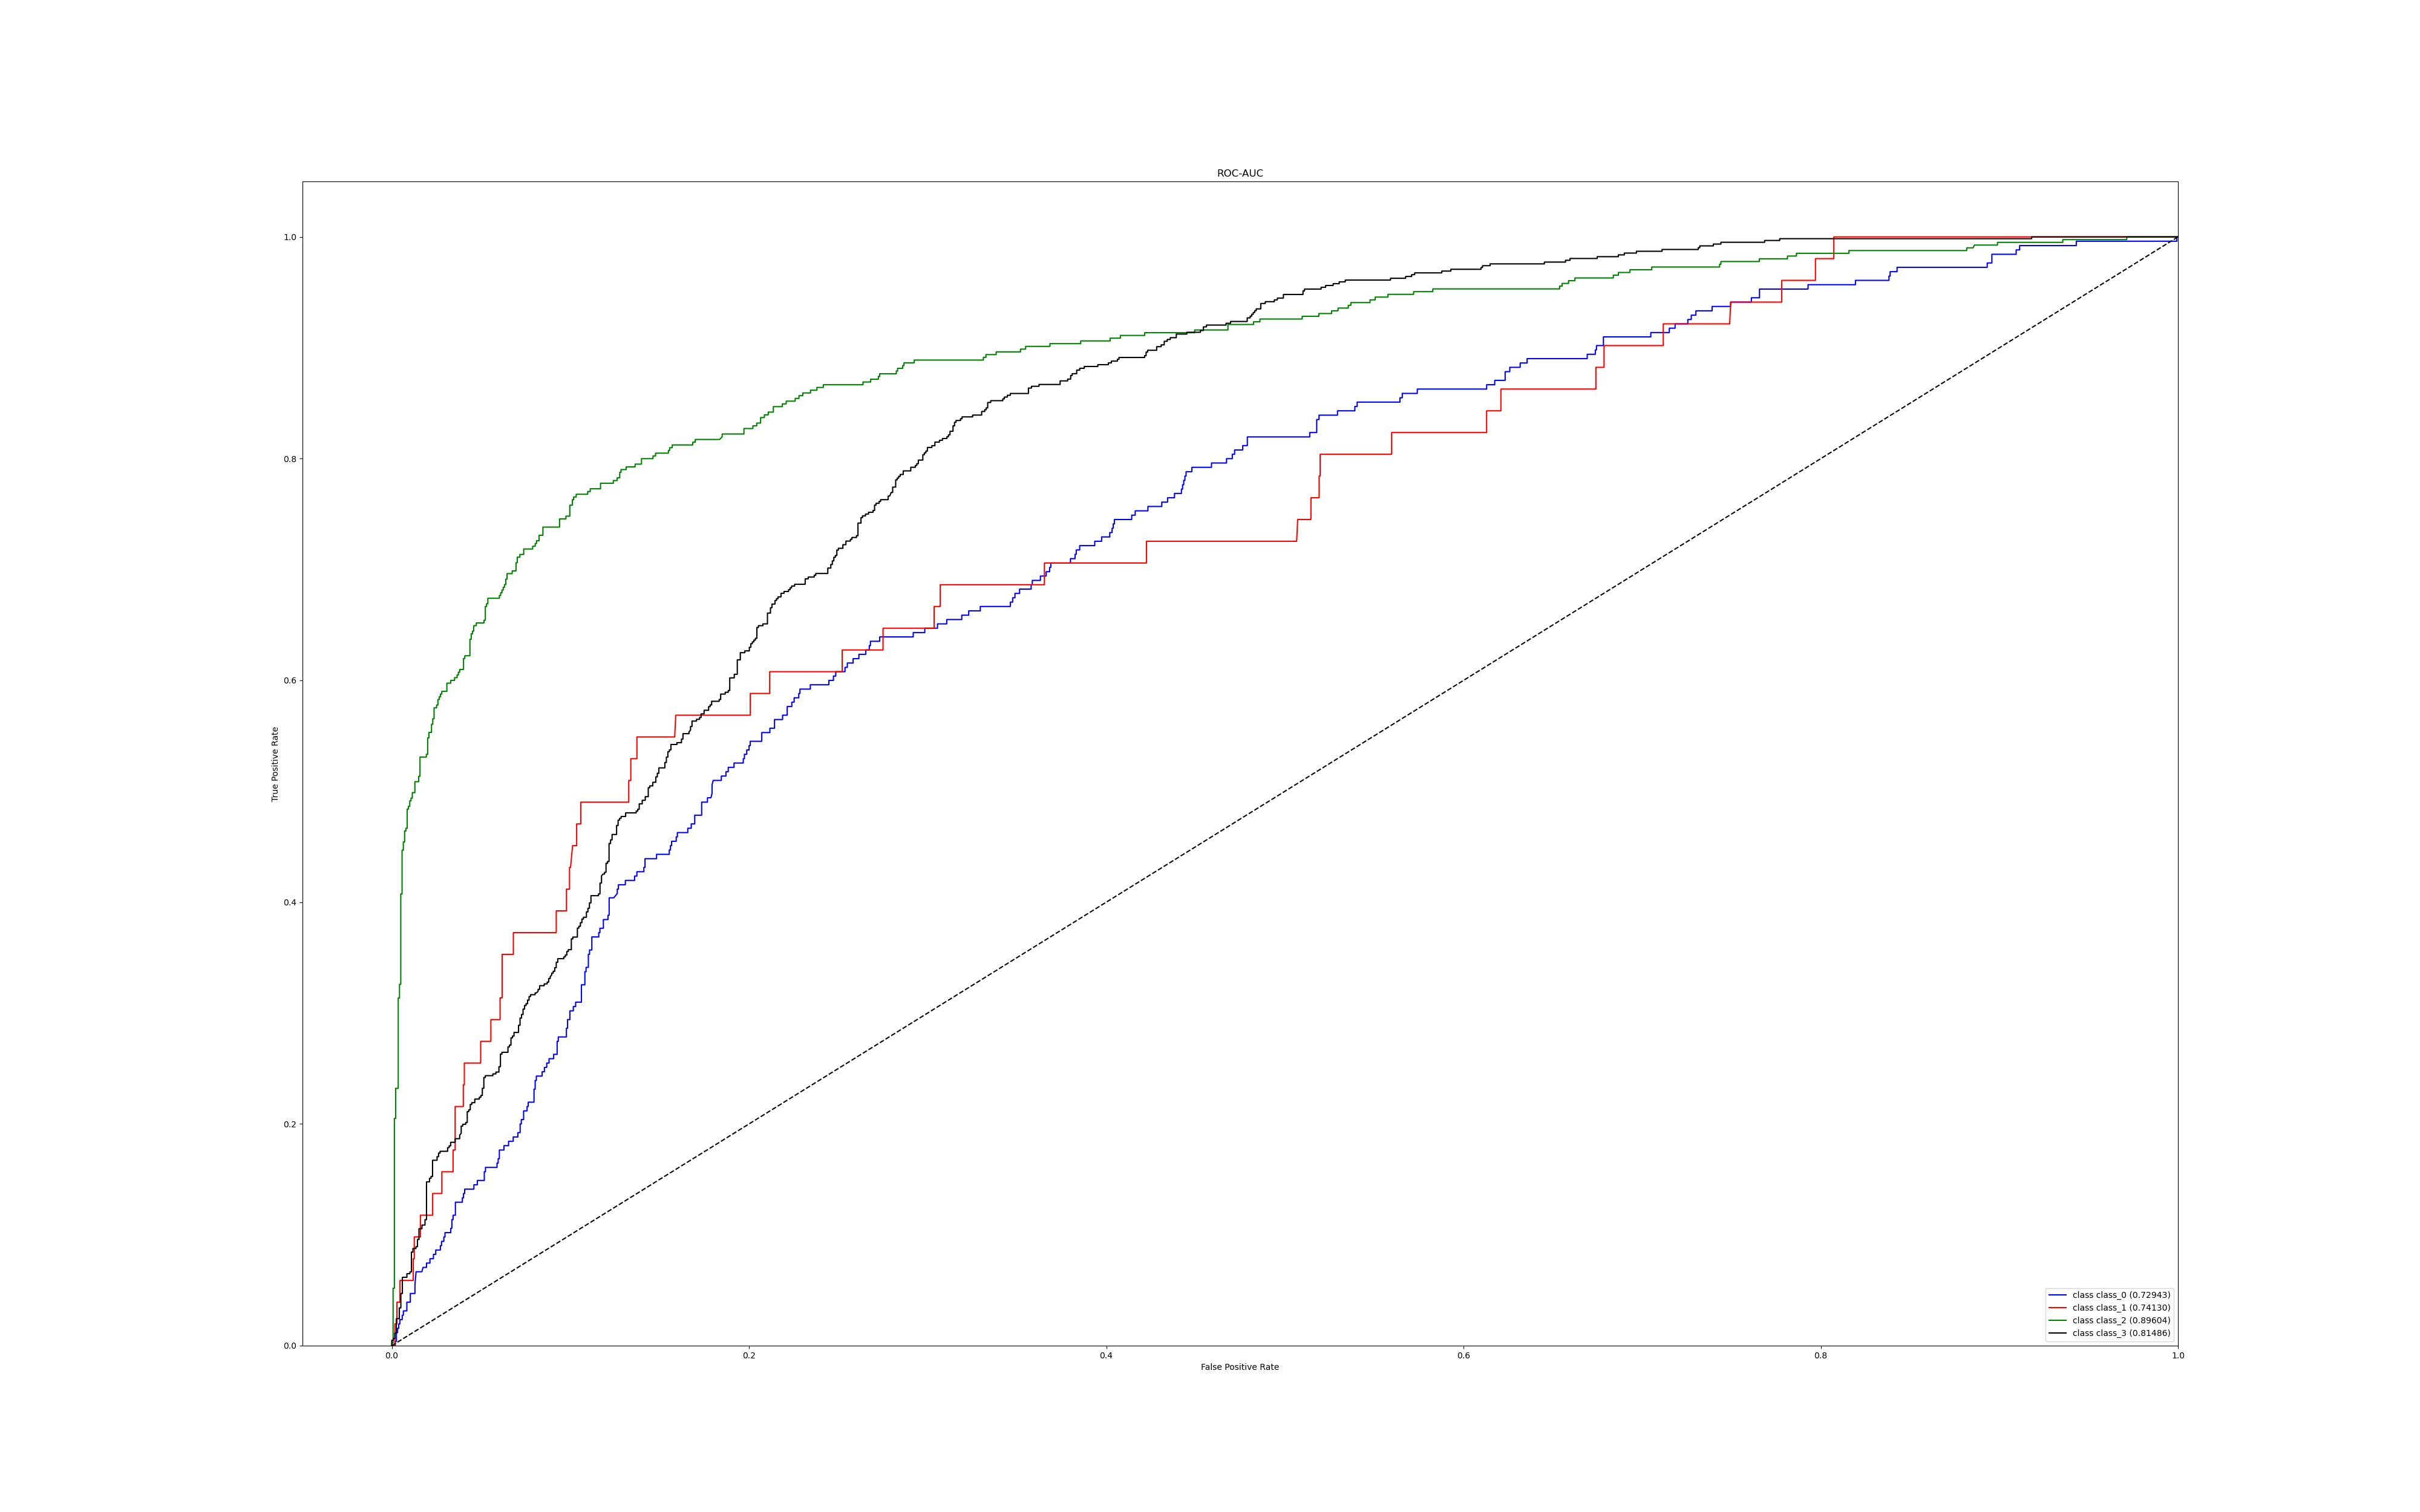 ROC-AUC
1.0
0.8
0.6
0.4
0.2
0.0
True Positive Rate
0.0 0.2 0.4 0.6 0.8 1.0
False Positive Rate
class class_0 (0.72943)
class class_1 (0.74130)
class class_2 (0.89604)
class class_3 (0.81486)